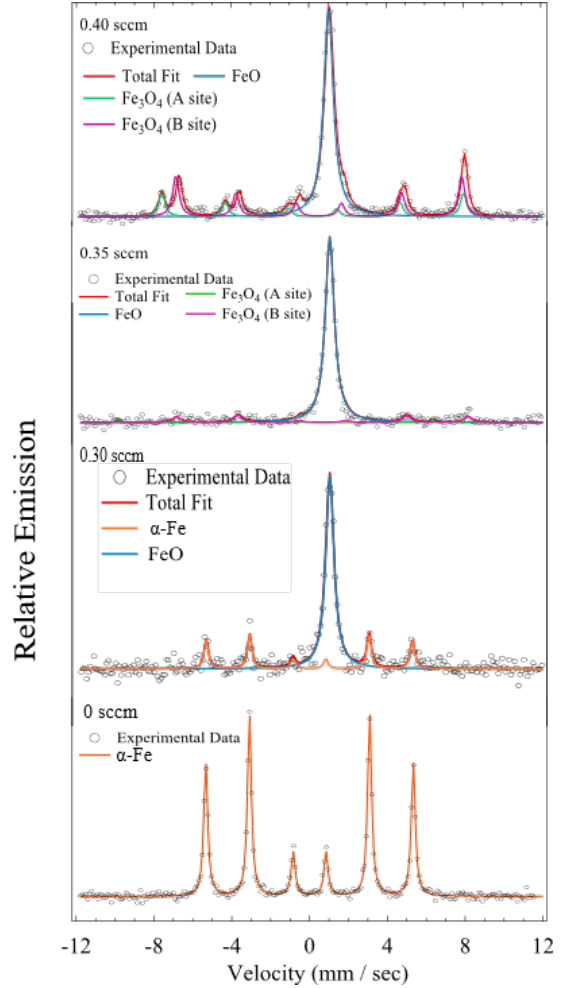 0.40 sccm
Experimental Data
Total Fit FeO
Fe₃O₄ (A site)
Fe₃O₄ (B site)
0.35 sccm
Experimental Data
Total Fit Fe₃O₄ (A site)
FeO Fe₃O₄ (B site)
0.30 sccm
Experimental Data
Total Fit
α-Fe
FeO
0 sccm
Experimental Data
α-Fe
Relative Emission
-12 -8 -4 0 4 8 12
Velocity (mm / sec)